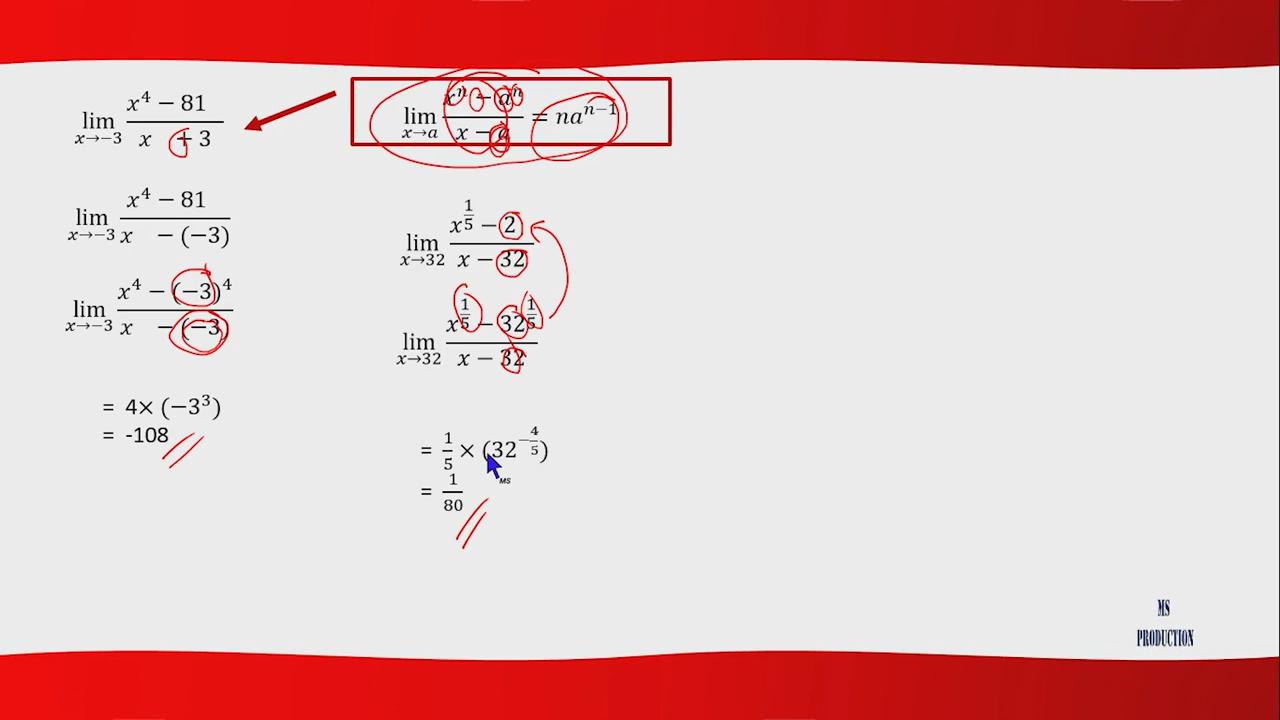 lim x→−3 (x⁴ − 81)/(x + 3)
lim x→−3 (x⁴ − 81)/(x − (−3))
lim x→−3 (x⁴ − (−3)⁴)/(x − (−3))
= 4× (−3³)
= -108
lim x→a (xⁿ − aⁿ)/(x − a) = naⁿ⁻¹
lim x→32 (x^(1/5) − 2)/(x − 32)
lim x→32 (x^(1/5) − 32^(1/5))/(x − 32)
= 1/5 × (32^(−4/5))
= 1/80
MS
MS
PRODUCTION